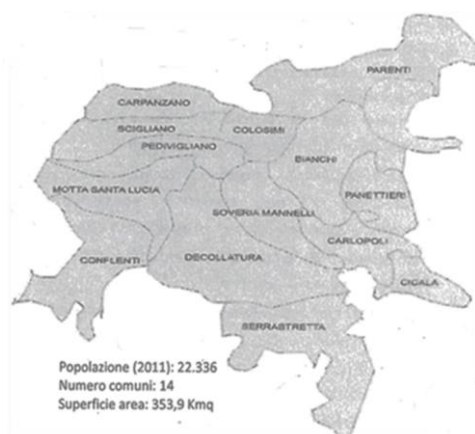 PARENTI
CARPANZANO
SCIGLIANO
COLOSIMI
PEDIVIGLIANO
BIANCHI
MOTTA SANTA LUCIA
PANETTIERI
SOVERIA MANNELLI
CARLOPOLI
CONFLENTI
DECOLLATURA
CICALA
SERRASTRETTA
Popolazione (2011): 22.336
Numero comuni: 14
Superficie area: 353,9 Kmq